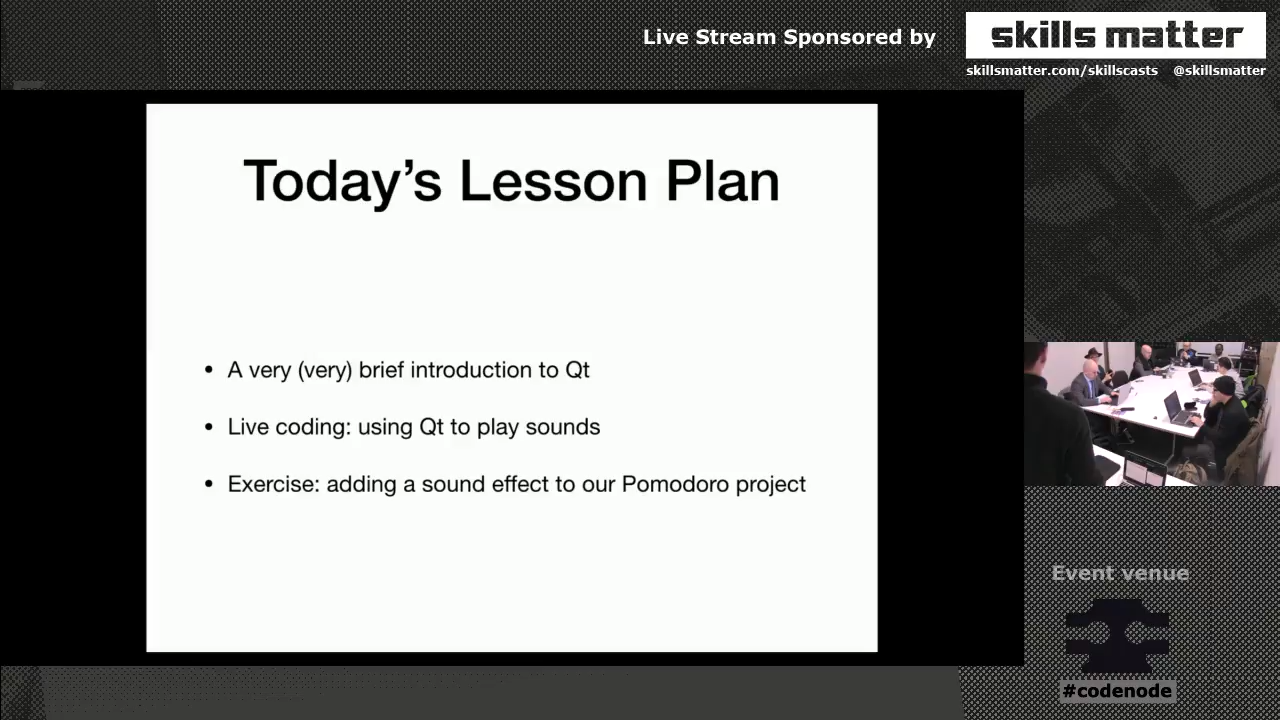 Live Stream Sponsored by
skills matter
skillsmatter.com/skillscasts @skillsmatter
Today’s Lesson Plan
• A very (very) brief introduction to Qt
• Live coding: using Qt to play sounds
• Exercise: adding a sound effect to our Pomodoro project
Event venue
#codenode